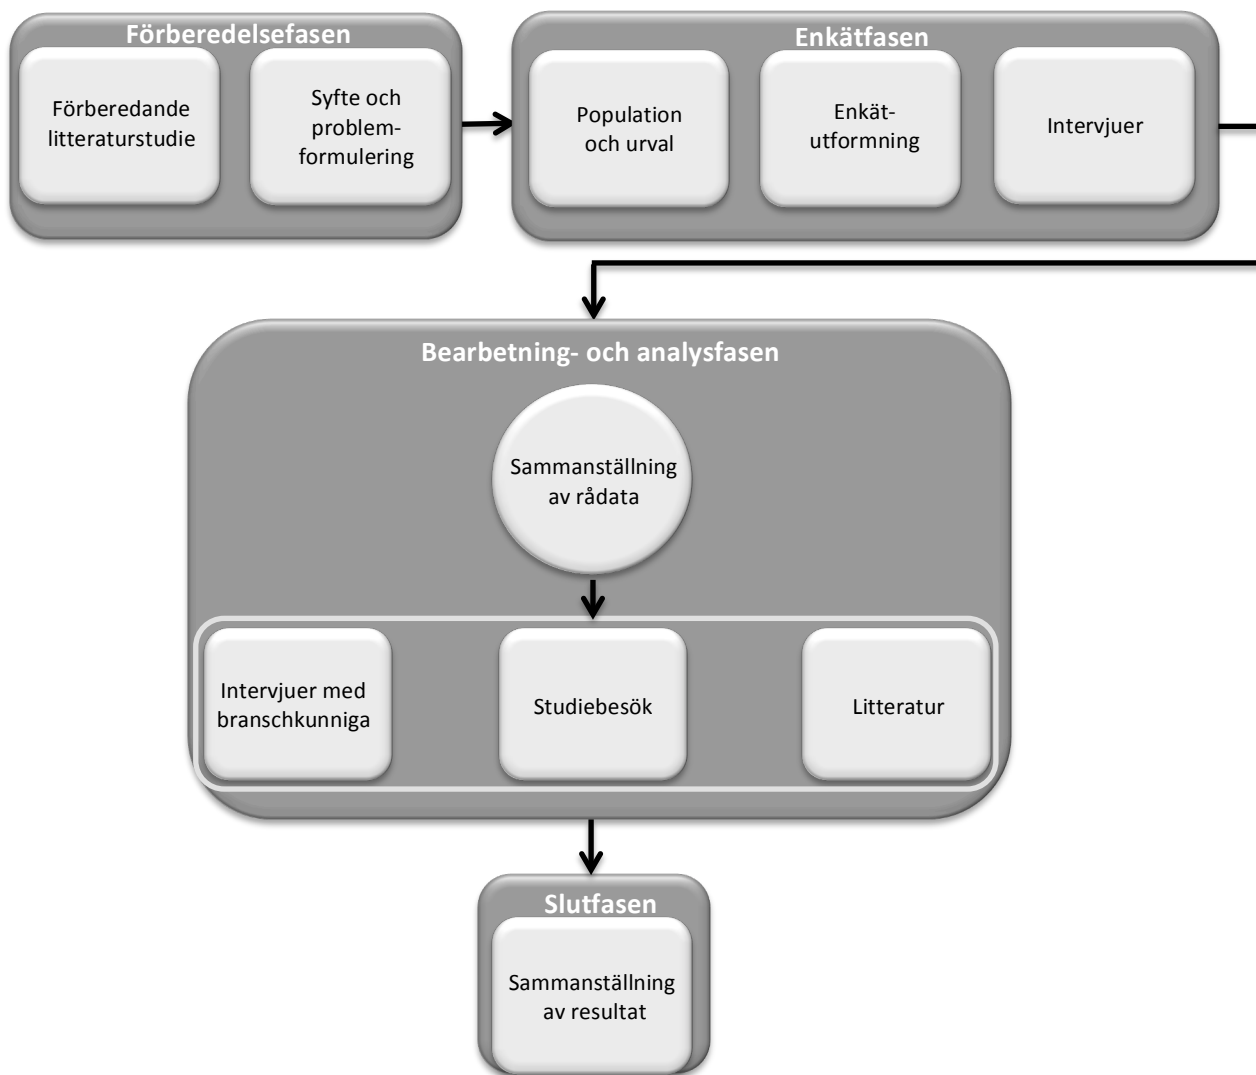 Förberedelsefasen
Förberedande
litteraturstudie
Syfte och
problem-
formulering
Enkätfasen
Population
och urval
Enkät-
utformning
Intervjuer
Bearbetning- och analysfasen
Sammanställning
av rådata
Intervjuer med
branschkunniga
Studiebesök
Litteratur
Slutfasen
Sammanställning
av resultat